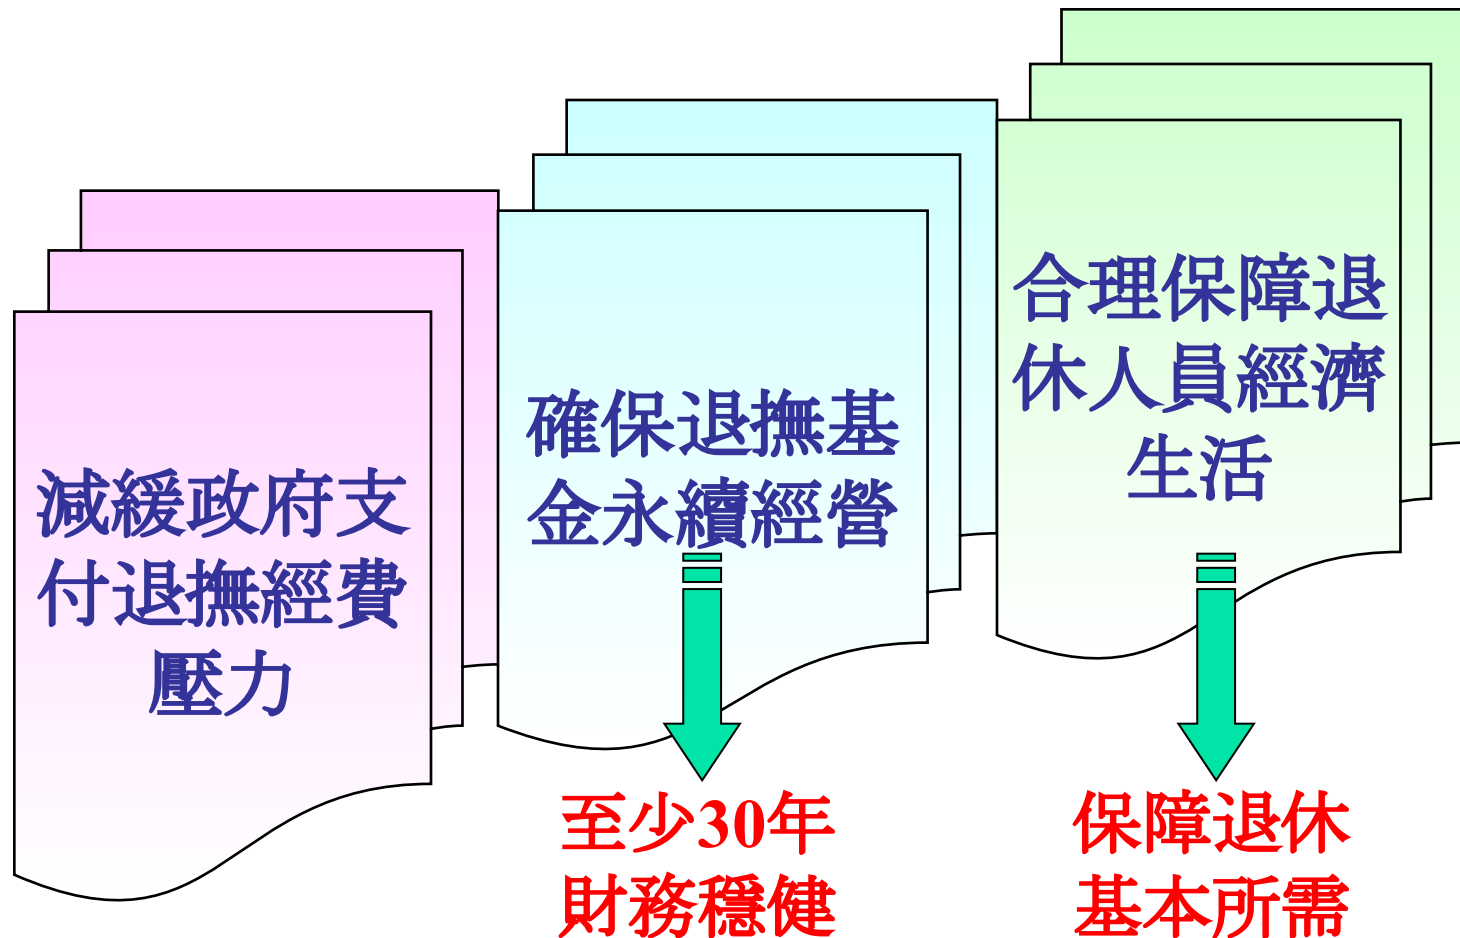 減緩政府支
付退撫經費
壓力
確保退撫基
金永續經營
至少30年
財務穩健
合理保障退
休人員經濟
生活
保障退休
基本所需